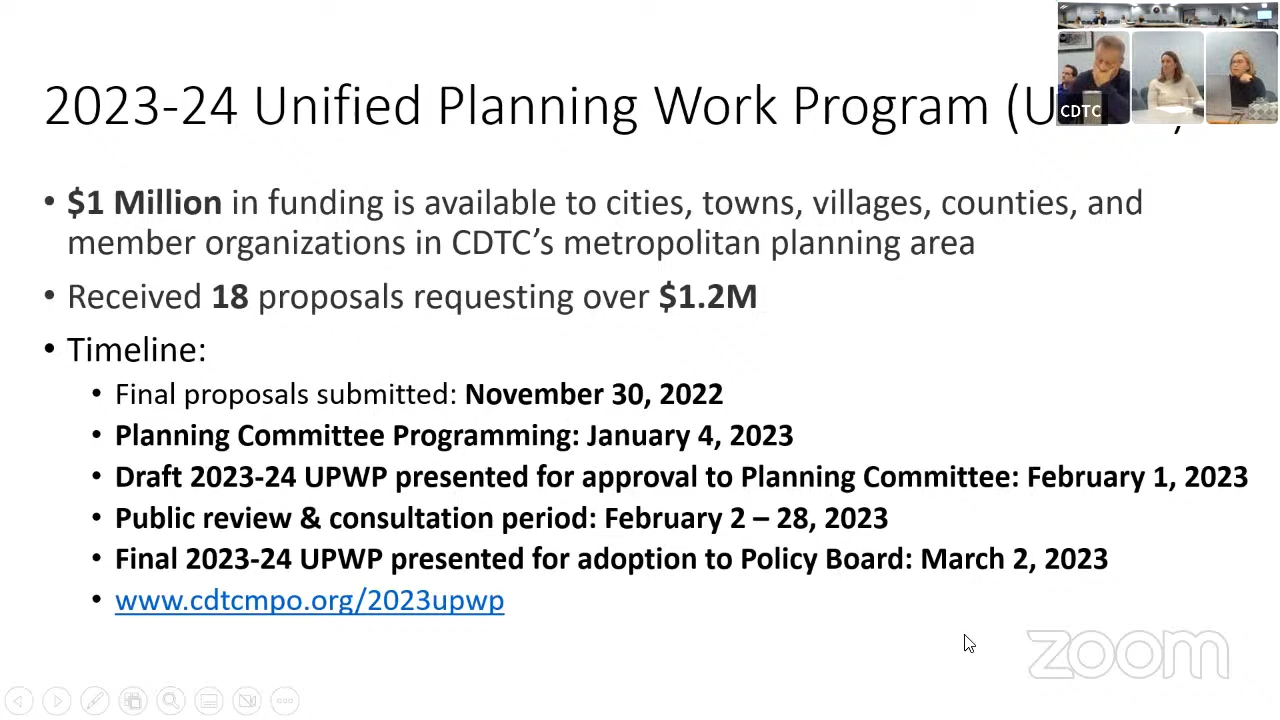 2023-24 Unified Planning Work Program (U
CDTC
• $1 Million in funding is available to cities, towns, villages, counties, and
member organizations in CDTC’s metropolitan planning area
• Received 18 proposals requesting over $1.2M
• Timeline:
• Final proposals submitted: November 30, 2022
• Planning Committee Programming: January 4, 2023
• Draft 2023-24 UPWP presented for approval to Planning Committee: February 1, 2023
• Public review & consultation period: February 2 – 28, 2023
• Final 2023-24 UPWP presented for adoption to Policy Board: March 2, 2023
• www.cdtcmpo.org/2023upwp
zoom